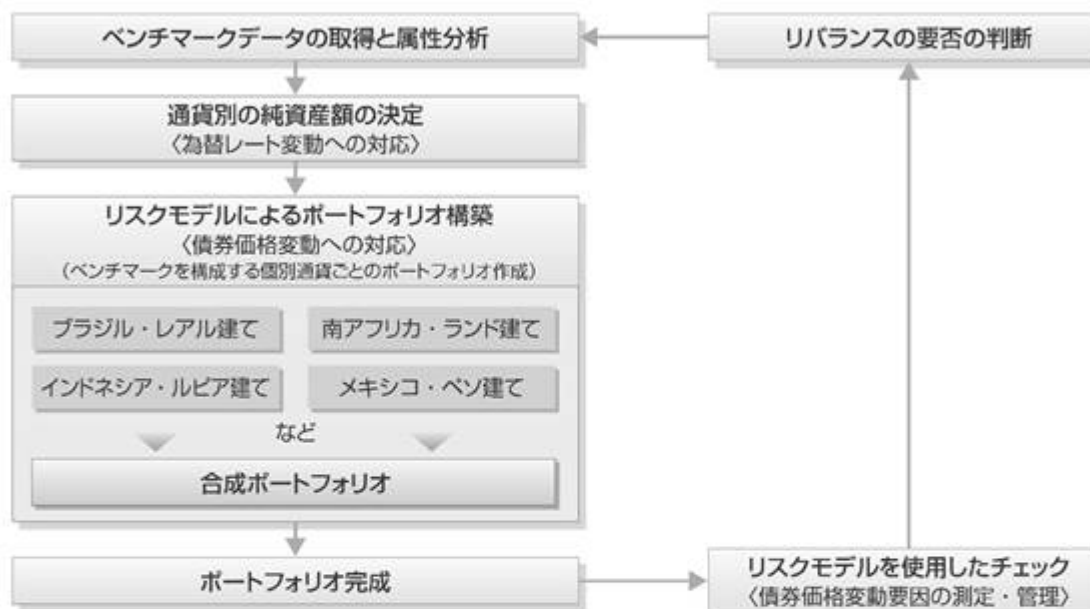 ベンチマークデータの取得と属性分析
リバランスの要否の判断
通貨別の純資産額の決定
〈為替レート変動への対応〉
リスクモデルによるポートフォリオ構築
〈債券価格変動への対応〉
(ベンチマークを構成する個別通貨ごとのポートフォリオ作成)
ブラジル・レアル建て
南アフリカ・ランド建て
インドネシア・ルピア建て
メキシコ・ペソ建て
など
合成ポートフォリオ
ポートフォリオ完成
リスクモデルを使用したチェック
〈債券価格変動要因の測定・管理〉